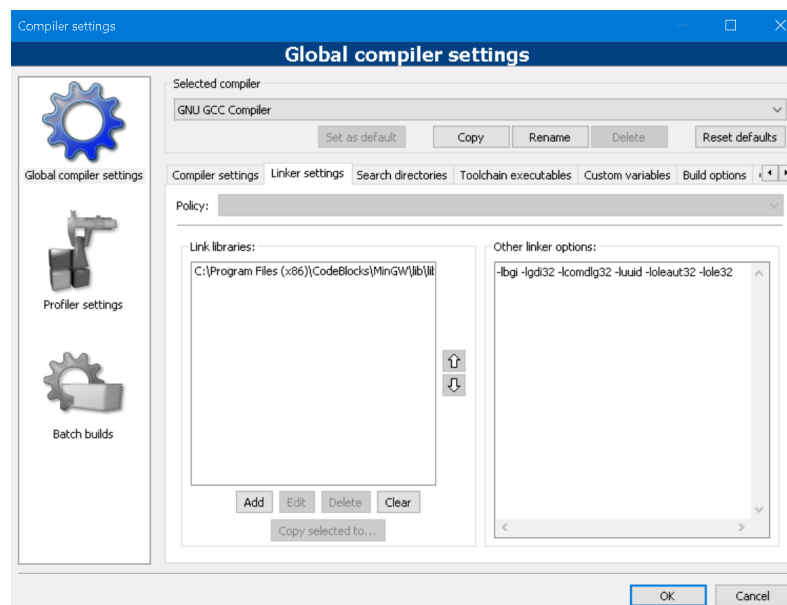 Compiler settings
Global compiler settings
Global compiler settings
Profiler settings
Batch builds
Selected compiler
GNU GCC Compiler
Set as default Copy Rename Delete Reset defaults
Compiler settings Linker settings Search directories Toolchain executables Custom variables Build options
Policy:
Link libraries:
C:\Program Files (x86)\CodeBlocks\MinGW\lib\lib
Add Edit Delete Clear
Copy selected to...
Other linker options:
-lbgi -lgdi32 -lcomdlg32 -luuid -loleaut32 -lole32
OK Cancel